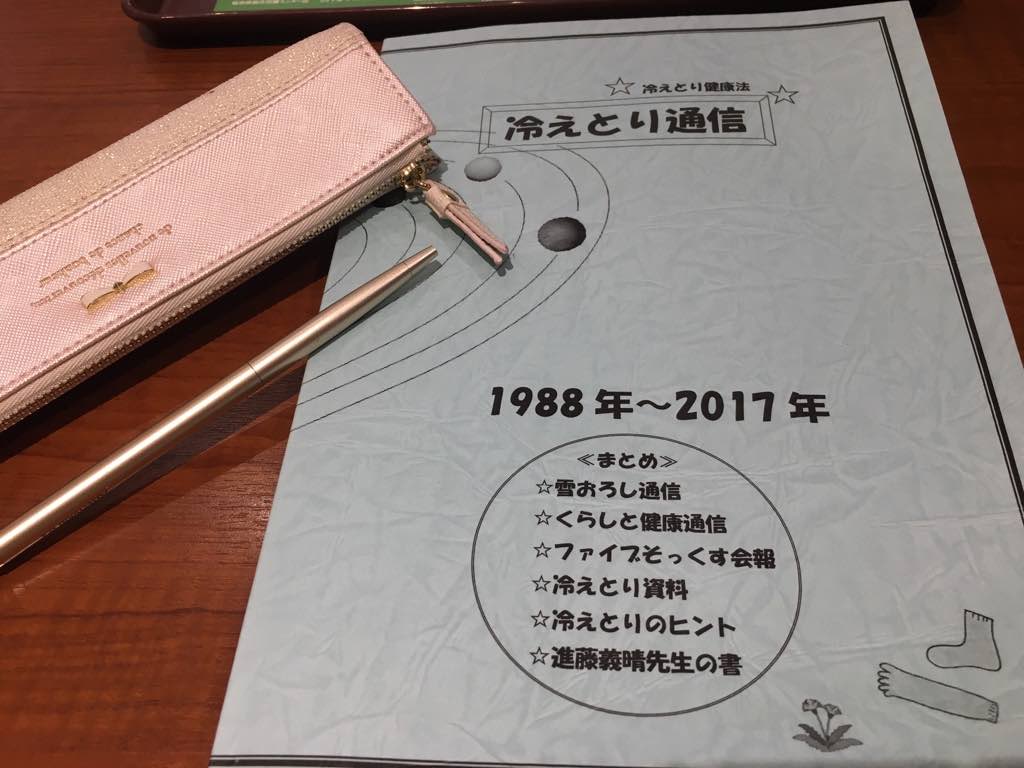 冷えとり健康法
冷えとり通信
1988年～2017年
≪まとめ≫
☆雪おろし通信
☆くらしと健康通信
☆ファイブそっくす会報
☆冷えとり資料
☆冷えとりのヒント
☆進藤義晴先生の書